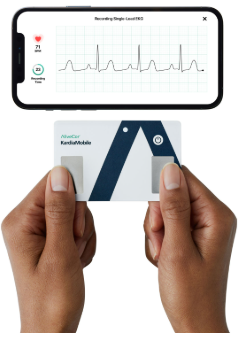 Recording Single-Lead EKG
71
BPM
23
Recording
Time
AliveCor
KardiaMobile